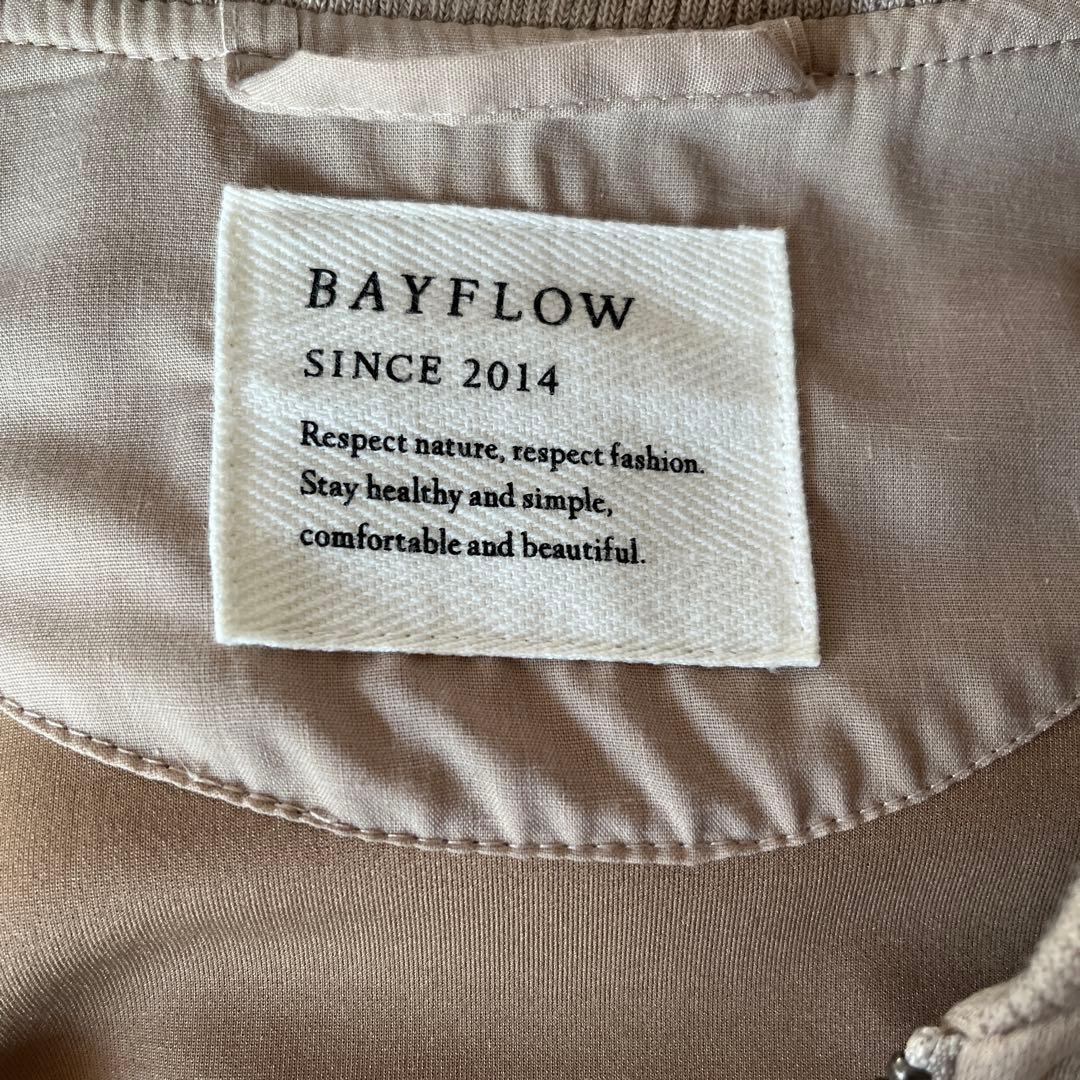 BAYFLOW
SINCE 2014
Respect nature, respect fashion.
Stay healthy and simple,
comfortable and beautiful.